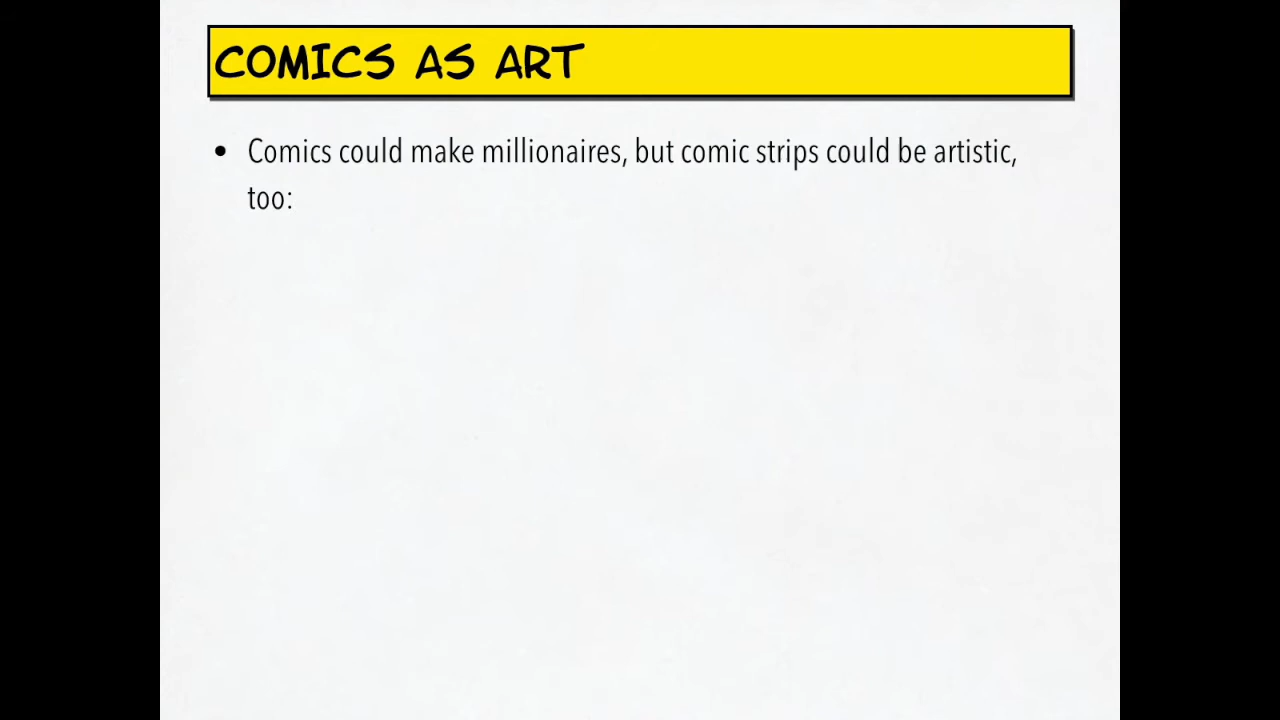 COMICS AS ART
• Comics could make millionaires, but comic strips could be artistic,
too: